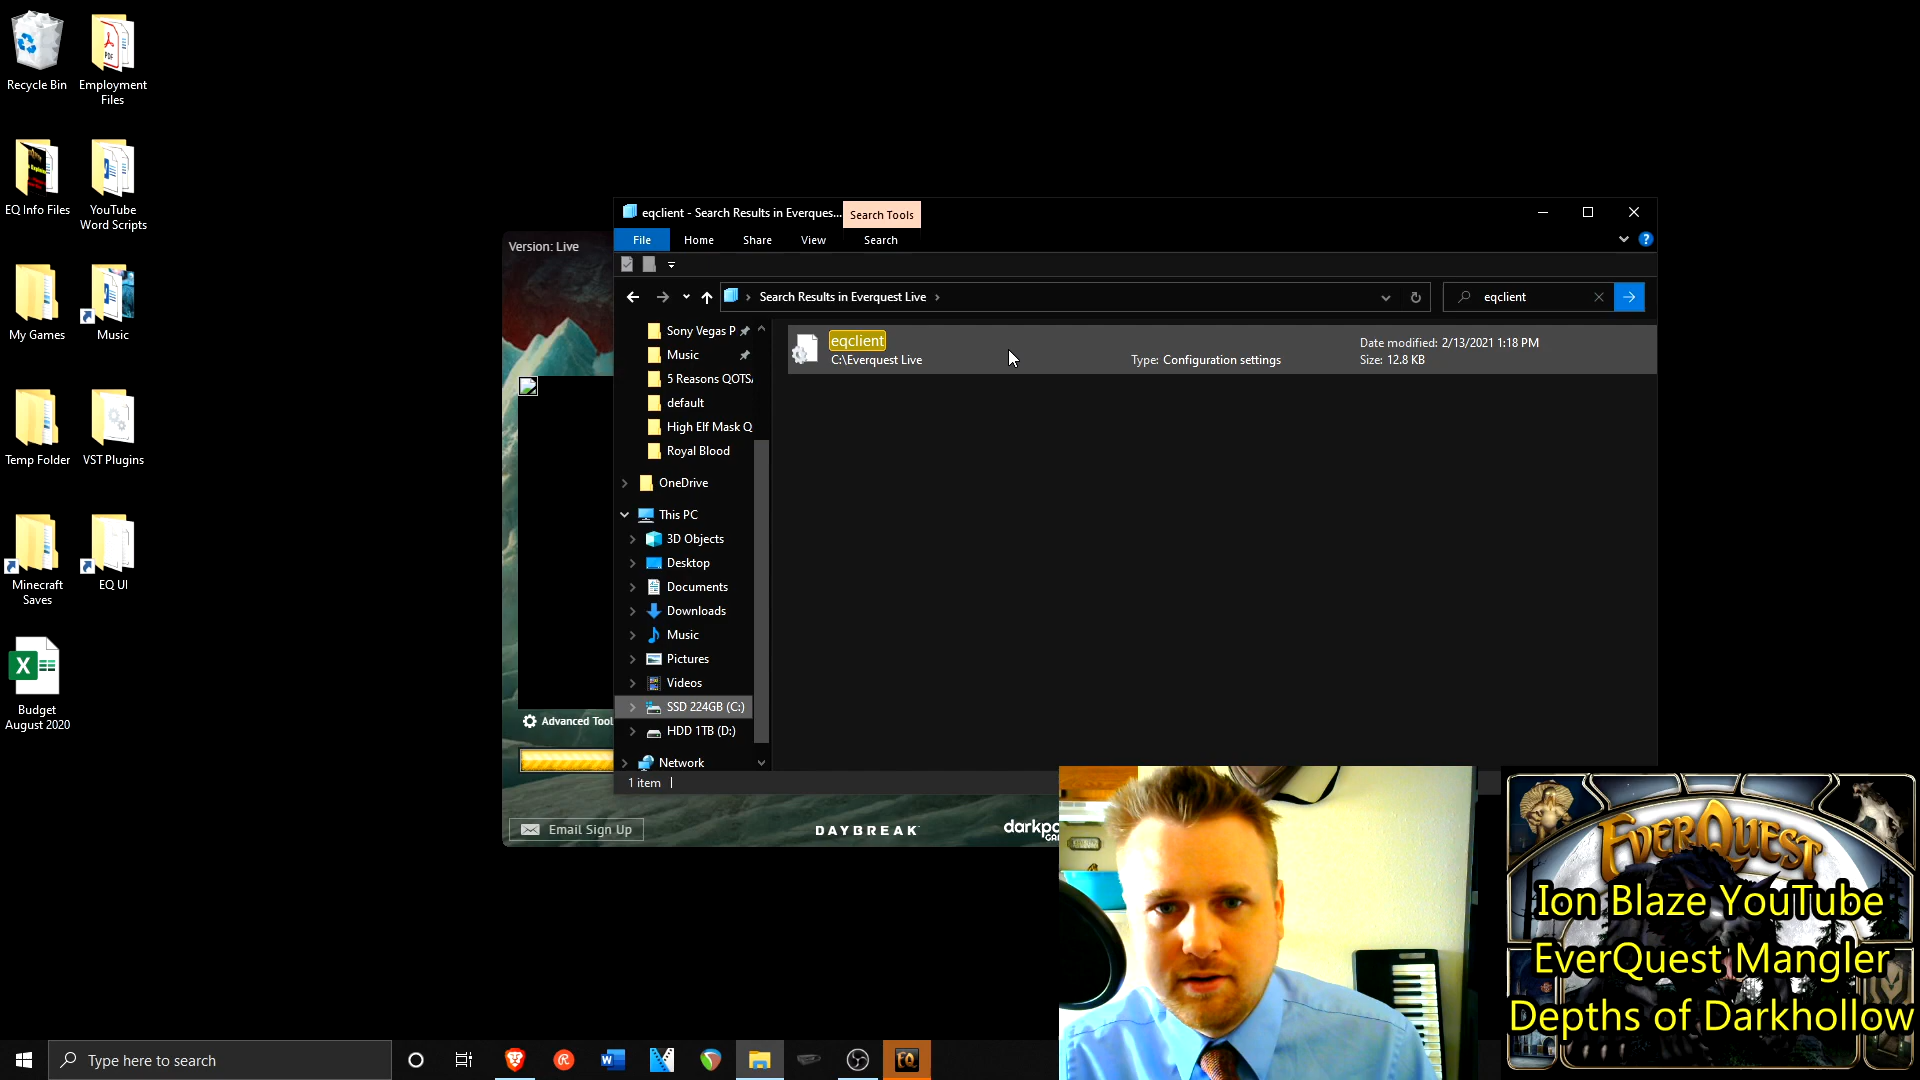 Recycle Bin
Employment
Files
EQ Info Files
YouTube
Word Scripts
My Games
Music
Temp Folder
VST Plugins
Minecraft
Saves
EQ UI
Budget
August 2020
Version: Live
Advanced Tool
Email Sign Up
DAYBREAK
darkpo
eqclient - Search Results in Everques...
Search Tools
File
Home
Share
View
Search
Search Results in Everquest Live
eqclient
Sony Vegas P
Music
5 Reasons QOTSA
default
High Elf Mask Q
Royal Blood
OneDrive
This PC
3D Objects
Desktop
Documents
Downloads
Music
Pictures
Videos
SSD 224GB (C:)
HDD 1TB (D:)
Network
eqclient
C:\Everquest Live
Type: Configuration settings
Date modified: 2/13/2021 1:18 PM
Size: 12.8 KB
1 item
EVERQUEST
Ion Blaze YouTube
EverQuest Mangler
Depths of Darkhollow
Type here to search